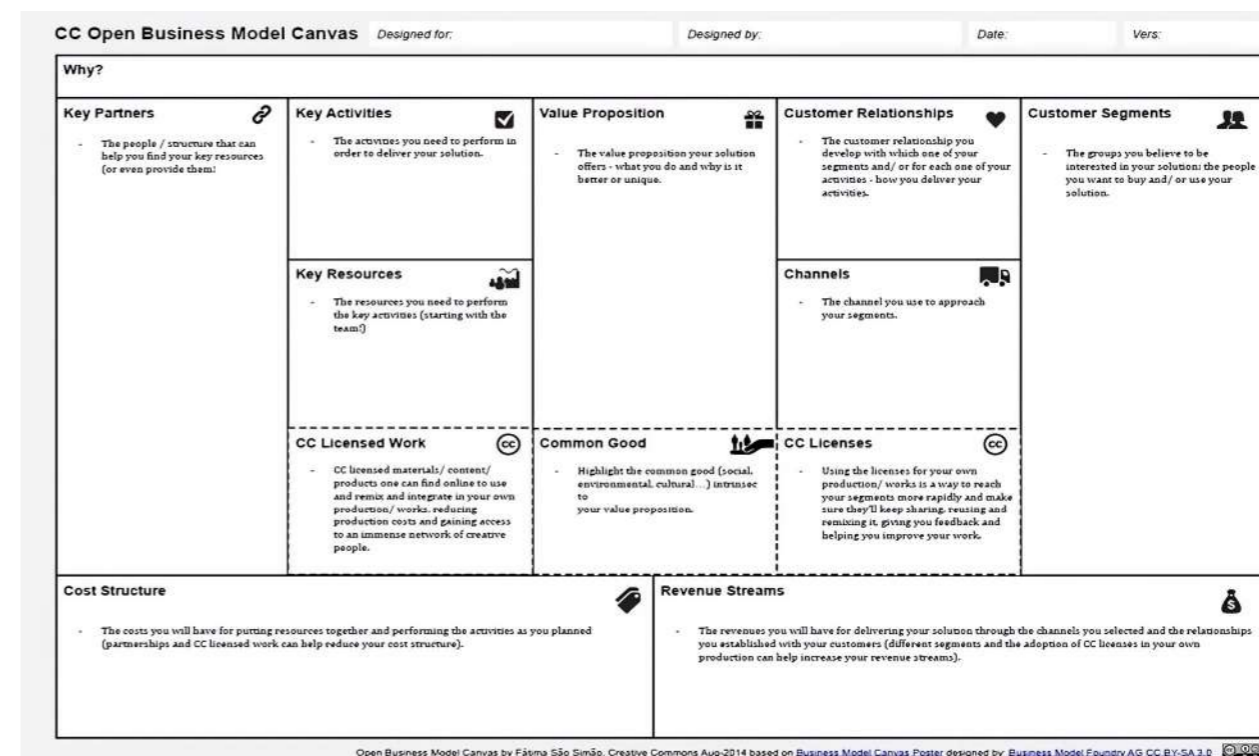 CC Open Business Model Canvas
Designed for:
Designed by:
Date:
Vers:
Why?
Key Partners
- The people / structure that can
help you find your key resources
(or even provide them!
Key Activities
- The activities you need to perform in
order to deliver your solution.
Key Resources
- The resources you need to perform
the key activities (starting with the
team!)
CC Licensed Work
- CC licensed materials/ content/
products one can find online to use
and remix and integrate in your own
production/ works, reducing
production costs and gaining access
to an immense network of creative
people.
Value Proposition
- The value proposition your solution
offers - what you do and why is it
better or unique.
Common Good
- Highlight the common good (social,
environmental, cultural...) intrinsec
to
your value proposition.
Customer Relationships
- The customer relationship you
develop with which one of your
segments and/ or for each one of your
activities - how you deliver your
activities.
Channels
- The channel you use to approach
your segments.
CC Licenses
- Using the licenses for your own
production/ works is a way to reach
your segments more rapidly and make
sure they'll keep sharing, reusing and
remixing it, giving you feedback and
helping you improve your work.
Customer Segments
- The groups you believe to be
interested in your solution: the people
you want to buy and/ or use your
solution.
Cost Structure
- The costs you will have for putting resources together and performing the activities as you planned
(partnerships and CC licensed work can help reduce your cost structure).
Revenue Streams
- The revenues you will have for delivering your solution through the channels you selected and the relationships
you established with your customers (different segments and the adoption of CC licenses in your own
production can help increase your revenue streams).
Open Business Model Canvas by Fátima São Simão, Creative Commons Aug-2014 based on Business Model Canvas Poster designed by: Business Model Foundry AG CC BY-SA 3.0
cc
cc
$